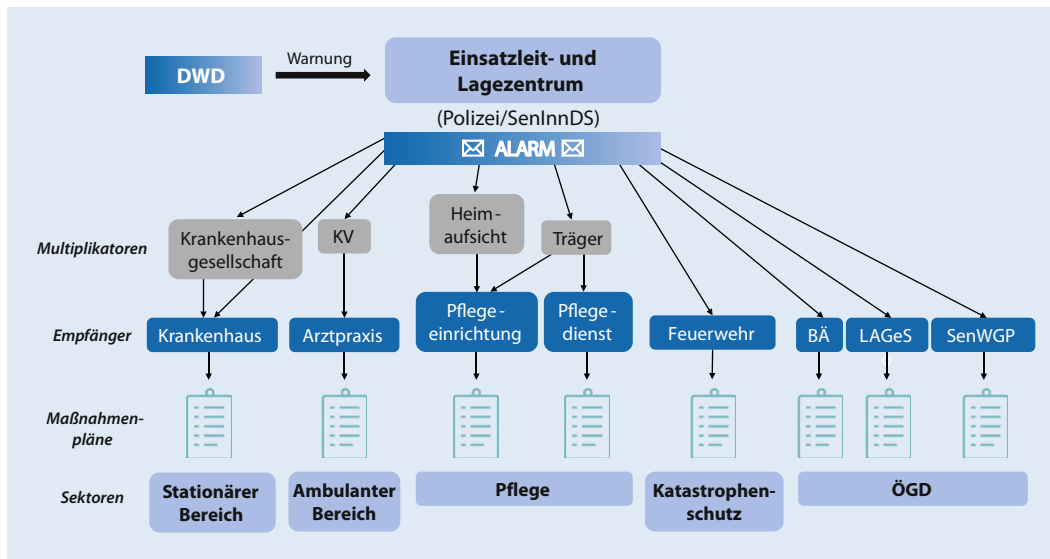 DWD
Warnung
Einsatzleit- und
Lagezentrum
(Polizei/SenInnDS)
ALARM
Multiplikatoren
Krankenhaus-
gesellschaft
KV
Heim-
aufsicht
Träger
Empfänger
Krankenhaus
Arztpraxis
Pflege-
einrichtung
Pflege-
dienst
Feuerwehr
BÄ
LAGeS
SenWGP
Maßnahmen-
pläne
Sektoren
Stationärer
Bereich
Ambulanter
Bereich
Pflege
Katastrophen-
schutz
ÖGD